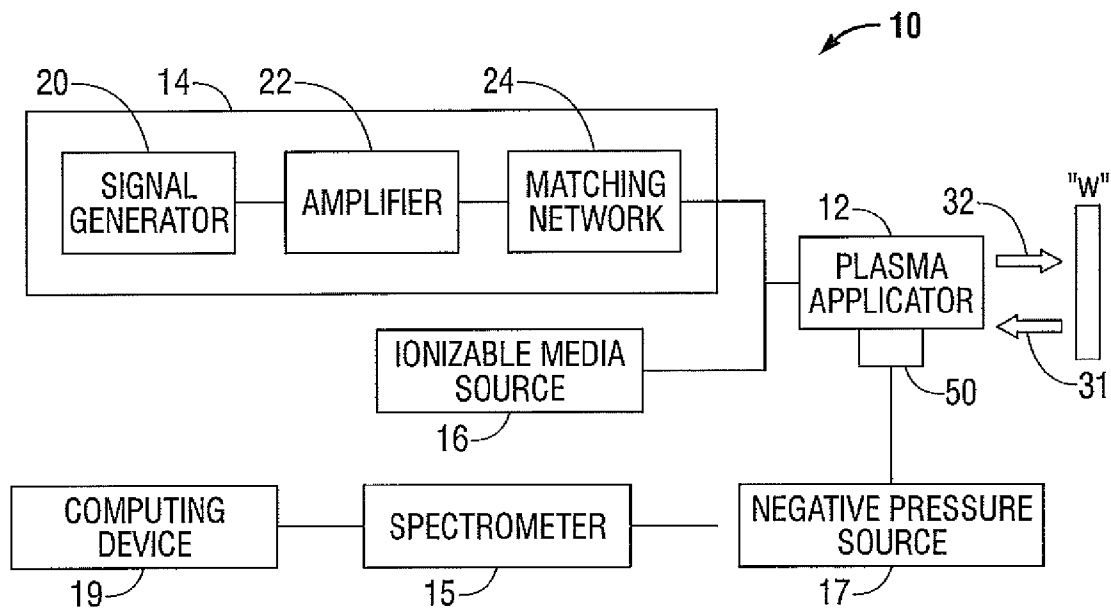 10
20
14
22
24
SIGNAL
GENERATOR
AMPLIFIER
MATCHING
NETWORK
"W"
12
32
PLASMA
APPLICATOR
IONIZABLE MEDIA
SOURCE
16
50
31
COMPUTING
DEVICE
SPECTROMETER
NEGATIVE PRESSURE
SOURCE
19
15
17